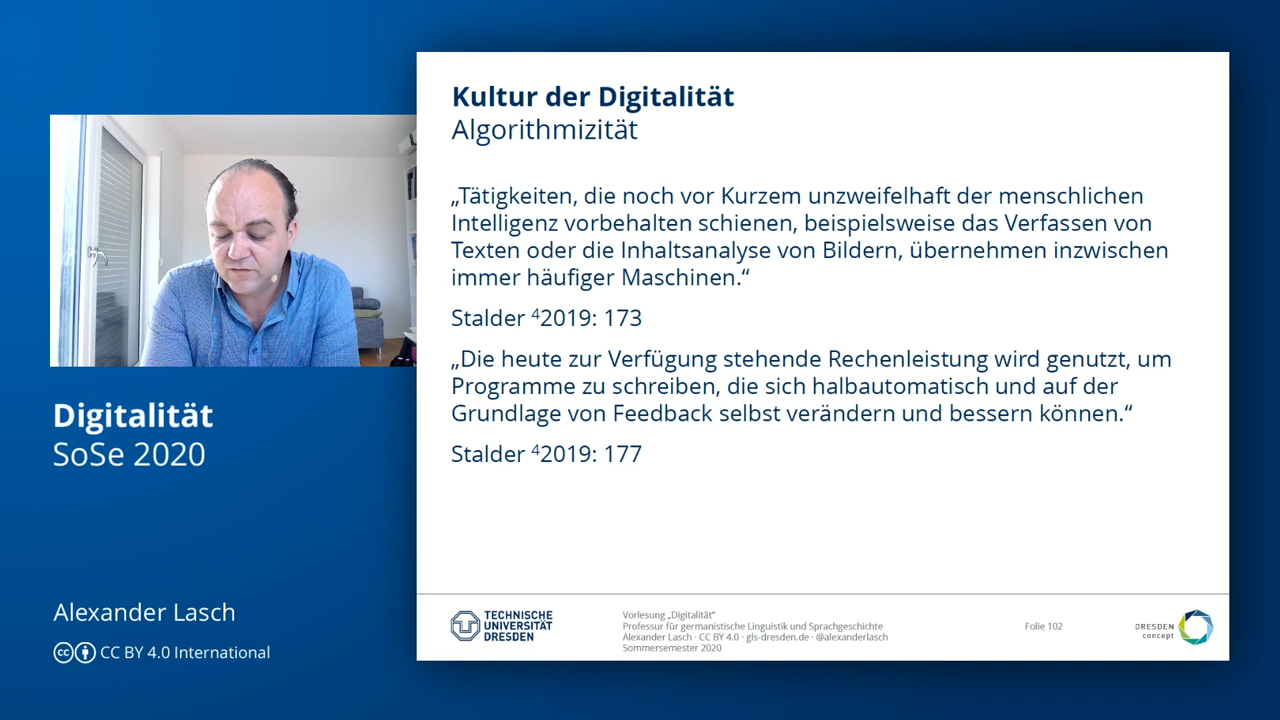 Kultur der Digitalität
Algorithmizität
„Tätigkeiten, die noch vor Kurzem unzweifelhaft der menschlichen
Intelligenz vorbehalten schienen, beispielsweise das Verfassen von
Texten oder die Inhaltsanalyse von Bildern, übernehmen inzwischen
immer häufiger Maschinen.“
Stalder ⁴2019: 173
„Die heute zur Verfügung stehende Rechenleistung wird genutzt, um
Programme zu schreiben, die sich halbautomatisch und auf der
Grundlage von Feedback selbst verändern und bessern können.“
Stalder ⁴2019: 177
Digitalität
SoSe 2020
Alexander Lasch
CC BY 4.0 International
TECHNISCHE
UNIVERSITÄT
DRESDEN
Vorlesung „Digitalität“
Professur für germanistische Linguistik und Sprachgeschichte
Alexander Lasch · CC BY 4.0 · gls-dresden.de · @alexanderlasch
Sommersemester 2020
Folie 102
DRESDEN
concept